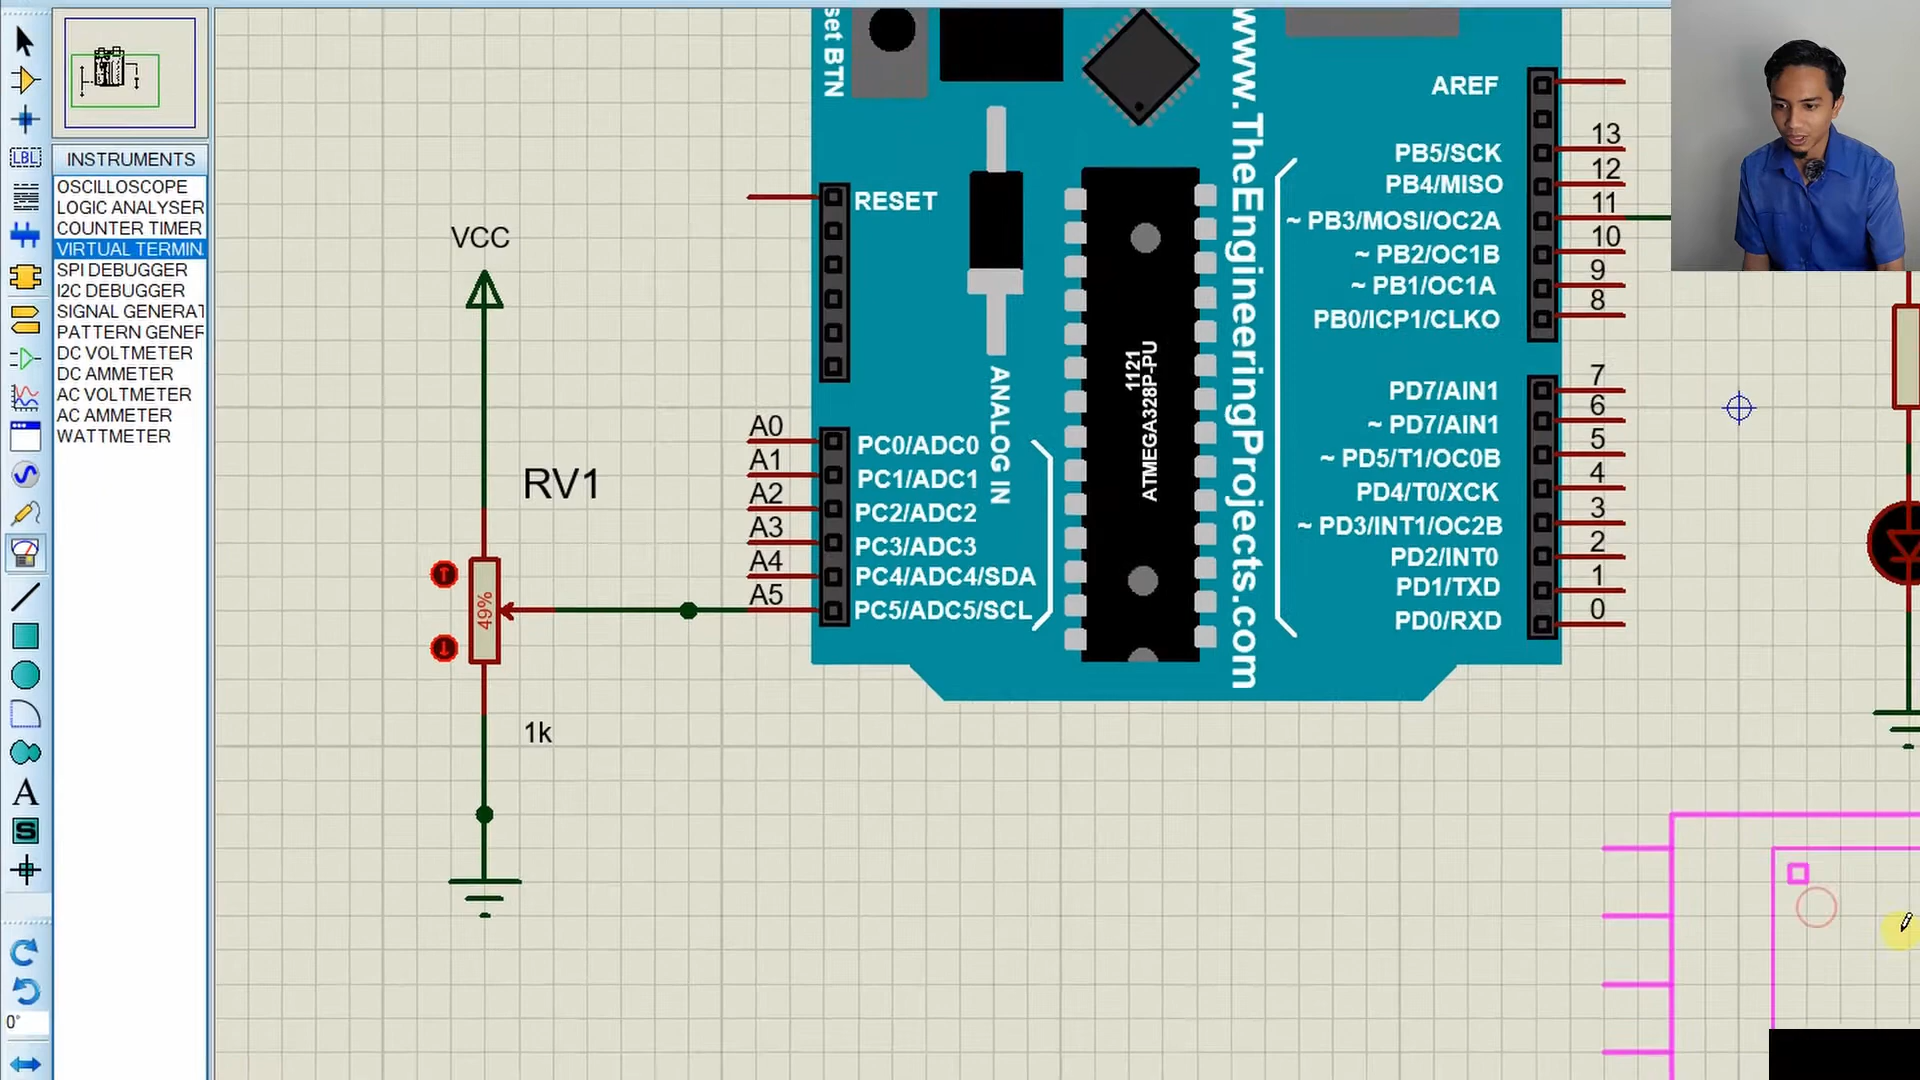 INSTRUMENTS
OSCILLOSCOPE
LOGIC ANALYSER
COUNTER TIMER
VIRTUAL TERMIN
SPI DEBUGGER
I2C DEBUGGER
SIGNAL GENERAT
PATTERN GENER
DC VOLTMETER
DC AMMETER
AC VOLTMETER
AC AMMETER
WATTMETER
LBL
A
S
0°
VCC
RV1
49%
1k
set BTN
RESET
A0
A1
A2
A3
A4
A5
PC0/ADC0
PC1/ADC1
PC2/ADC2
PC3/ADC3
PC4/ADC4/SDA
PC5/ADC5/SCL
ANALOG IN
1121
ATMEGA328P-PU
www.TheEngineeringProjects.com
AREF
PB5/SCK
PB4/MISO
~ PB3/MOSI/OC2A
~ PB2/OC1B
~ PB1/OC1A
PB0/ICP1/CLKO
PD7/AIN1
~ PD7/AIN1
~ PD5/T1/OC0B
PD4/T0/XCK
~ PD3/INT1/OC2B
PD2/INT0
PD1/TXD
PD0/RXD
13
12
11
10
9
8
7
6
5
4
3
2
1
0